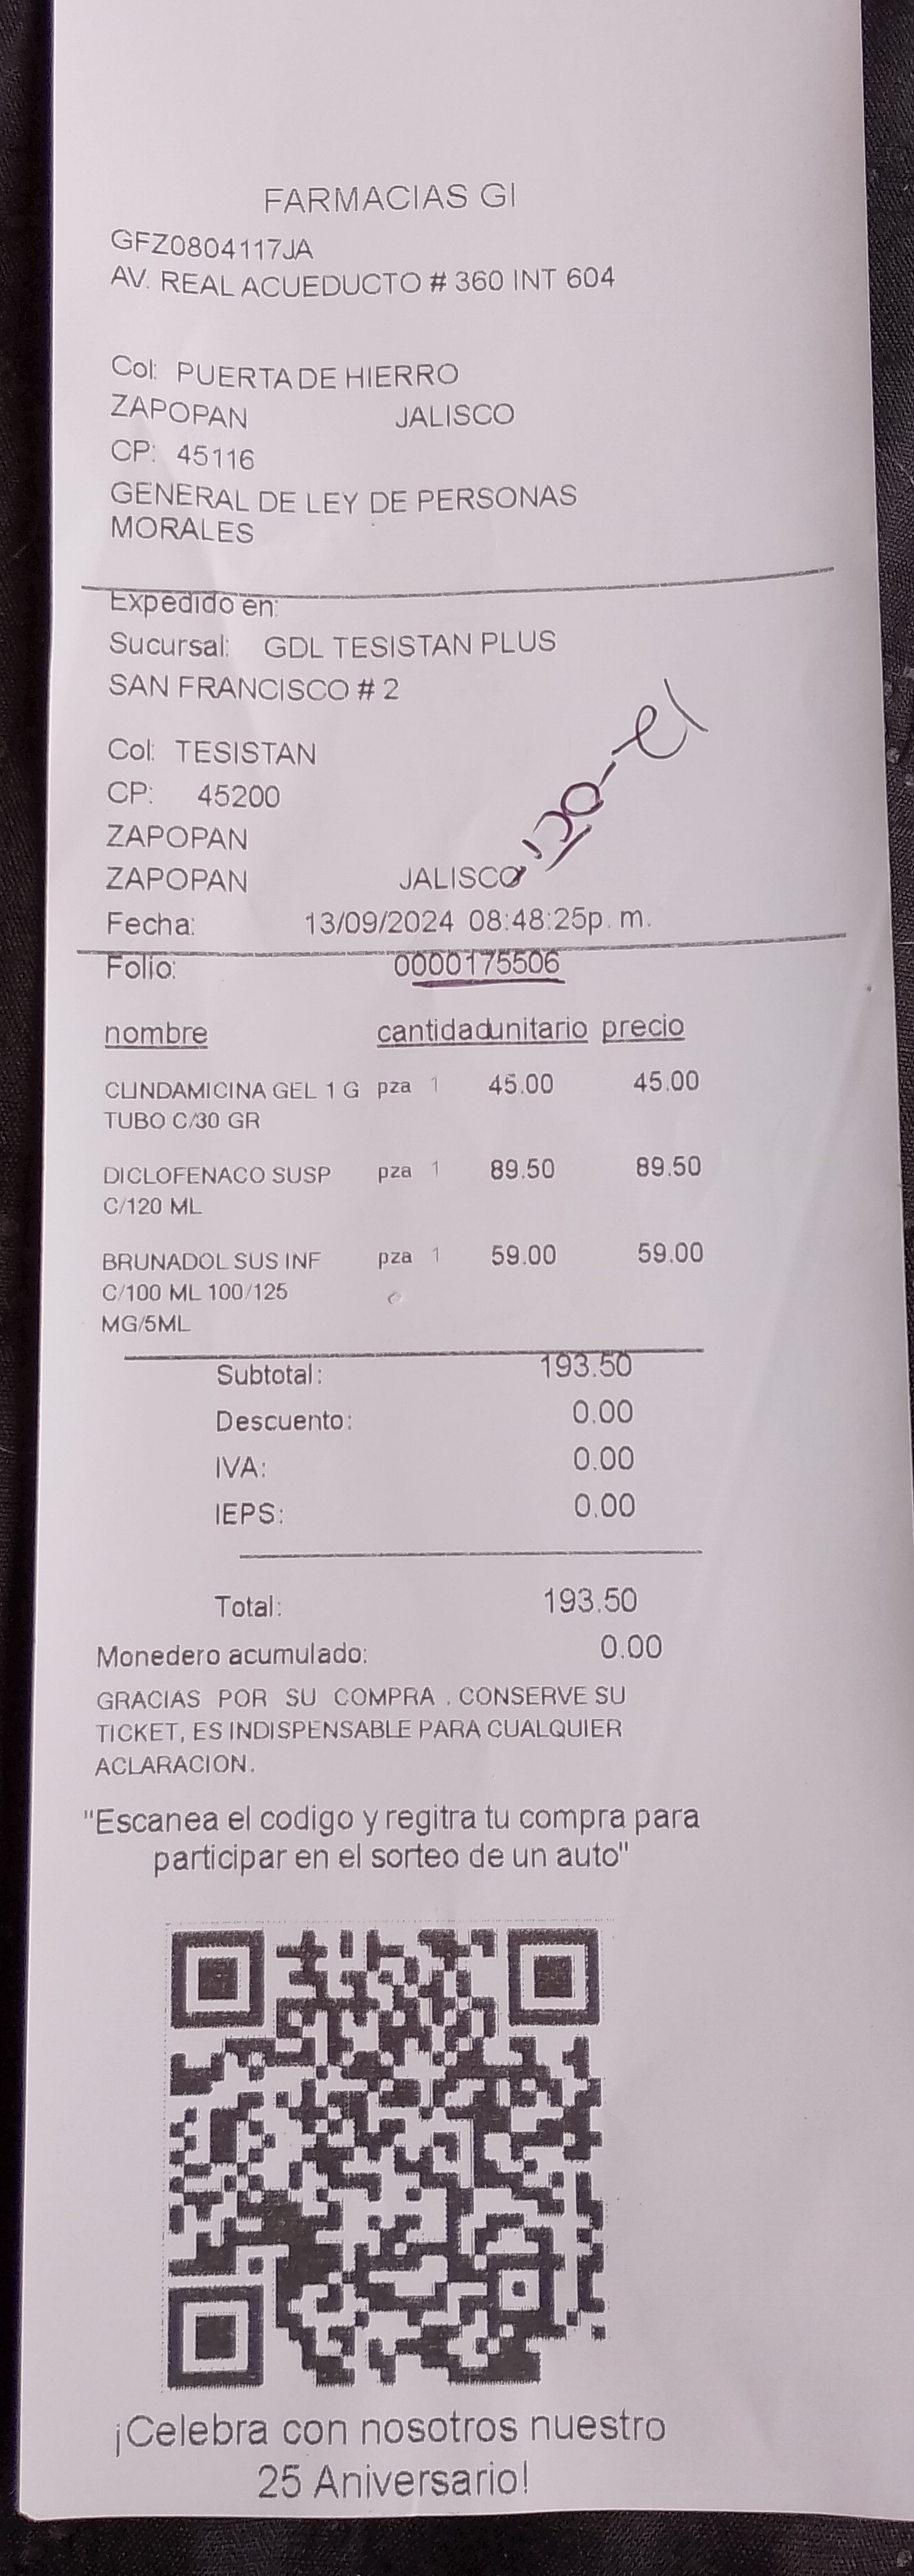 FARMACIAS GI
GFZ0804117JA
AV. REAL ACUEDUCTO # 360 INT 604
Col: PUERTA DE HIERRO
ZAPOPAN JALISCO
CP: 45116
GENERAL DE LEY DE PERSONAS
MORALES
Expedido en:
Sucursal: GDL TESISTAN PLUS
SAN FRANCISCO # 2
Col: TESISTAN
CP: 45200
ZAPOPAN
ZAPOPAN JALISCO
Fecha: 13/09/2024 08:48:25p. m.
Folio: 0000175506
nombre cantidad unitario precio
CLINDAMICINA GEL 1 G pza 1 45.00 45.00
TUBO C/30 GR
DICLOFENACO SUSP pza 1 89.50 89.50
C/120 ML
BRUNADOL SUS INF pza 1 59.00 59.00
C/100 ML 100/125
MG/5ML
Subtotal: 193.50
Descuento: 0.00
IVA: 0.00
IEPS: 0.00
Total: 193.50
Monedero acumulado: 0.00
GRACIAS POR SU COMPRA . CONSERVE SU
TICKET, ES INDISPENSABLE PARA CUALQUIER
ACLARACION.
"Escanea el codigo y regitra tu compra para
participar en el sorteo de un auto"
¡Celebra con nosotros nuestro
25 Aniversario!